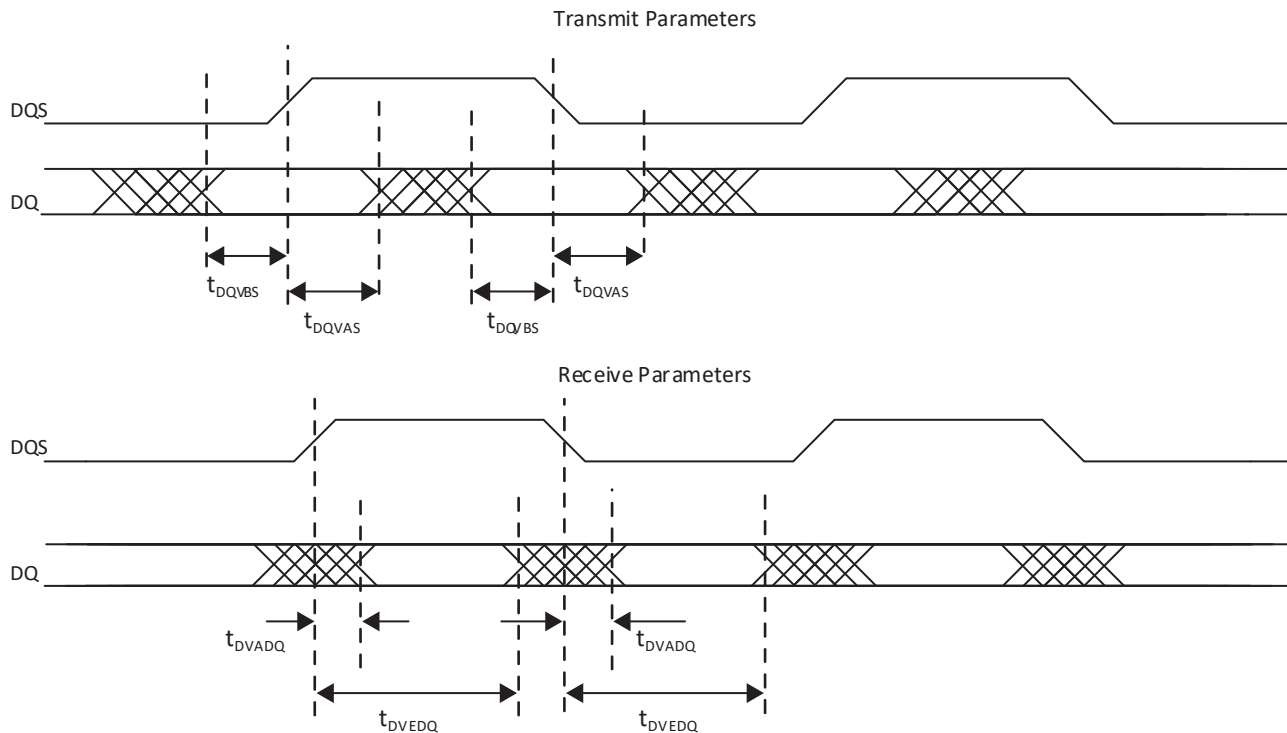 Transmit Parameters
DQS
DQ
tDQVBS
tDQVAS
tDQVBS
tDQVAS
Receive Parameters
DQS
DQ
tDVADQ
tDVADQ
tDVEDQ
tDVEDQ